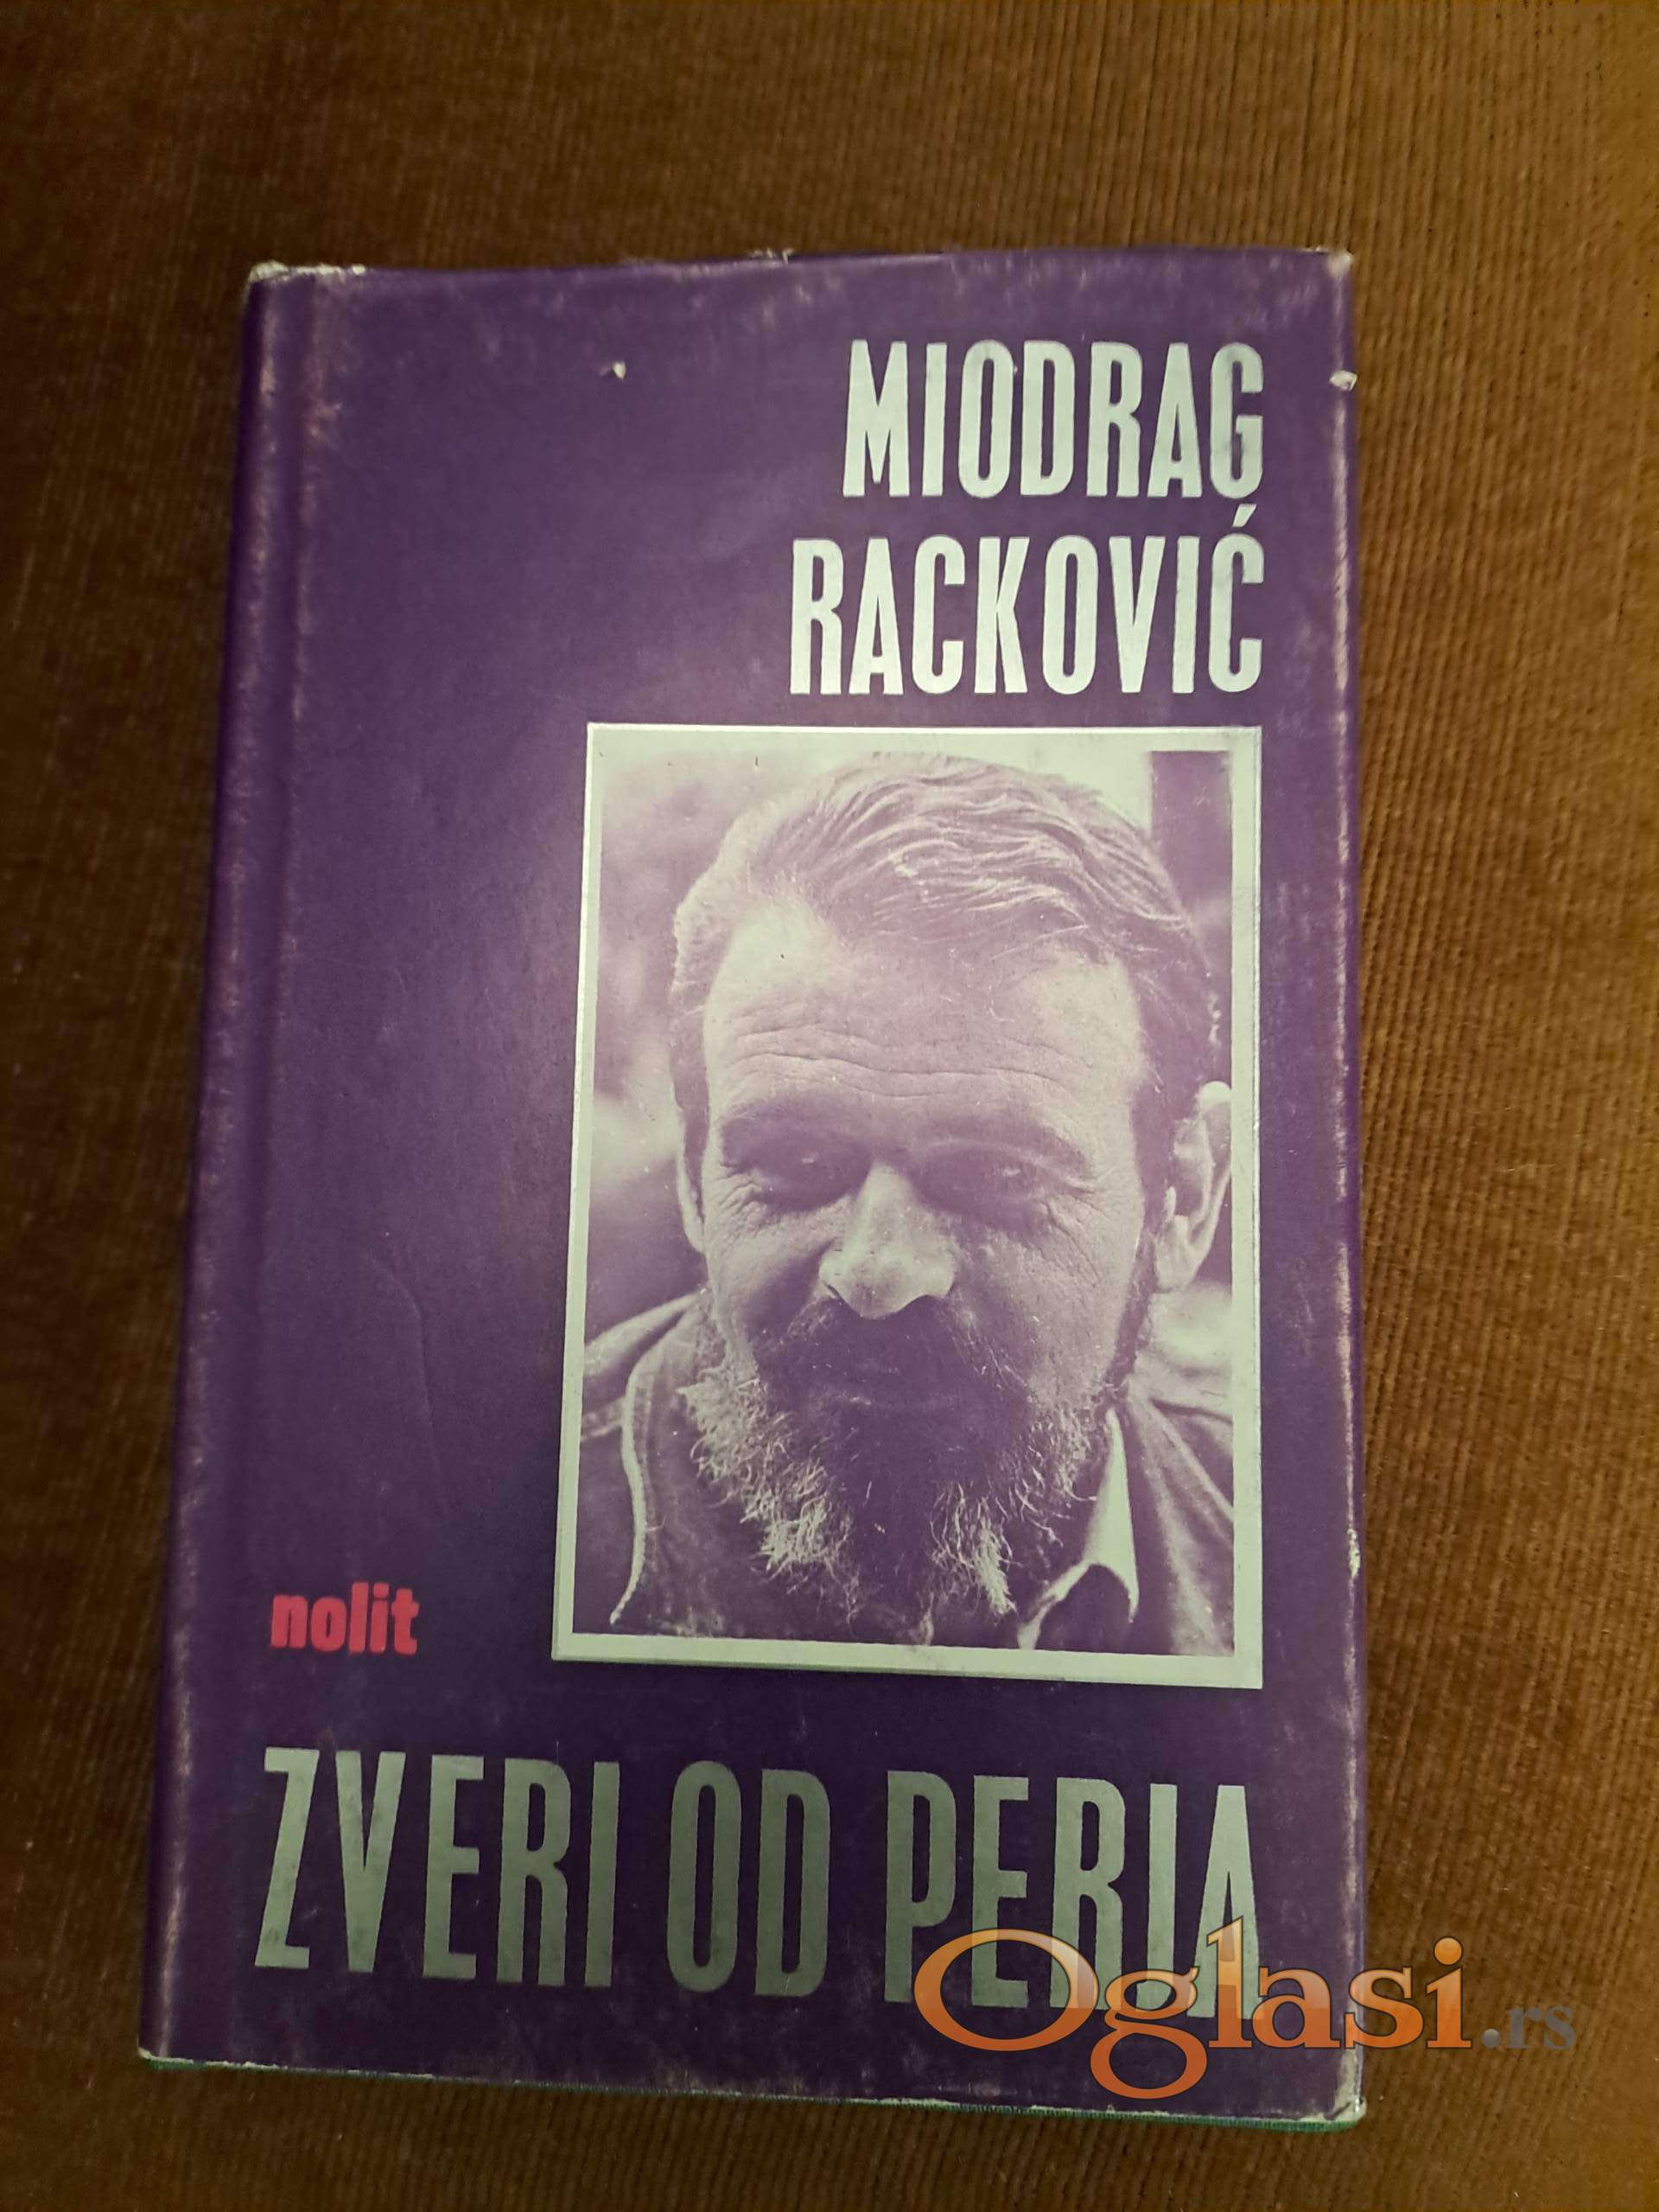 MIODRAG
RACKOVIĆ
nolit
ZVERI OD PERJA
Oglasi.rs